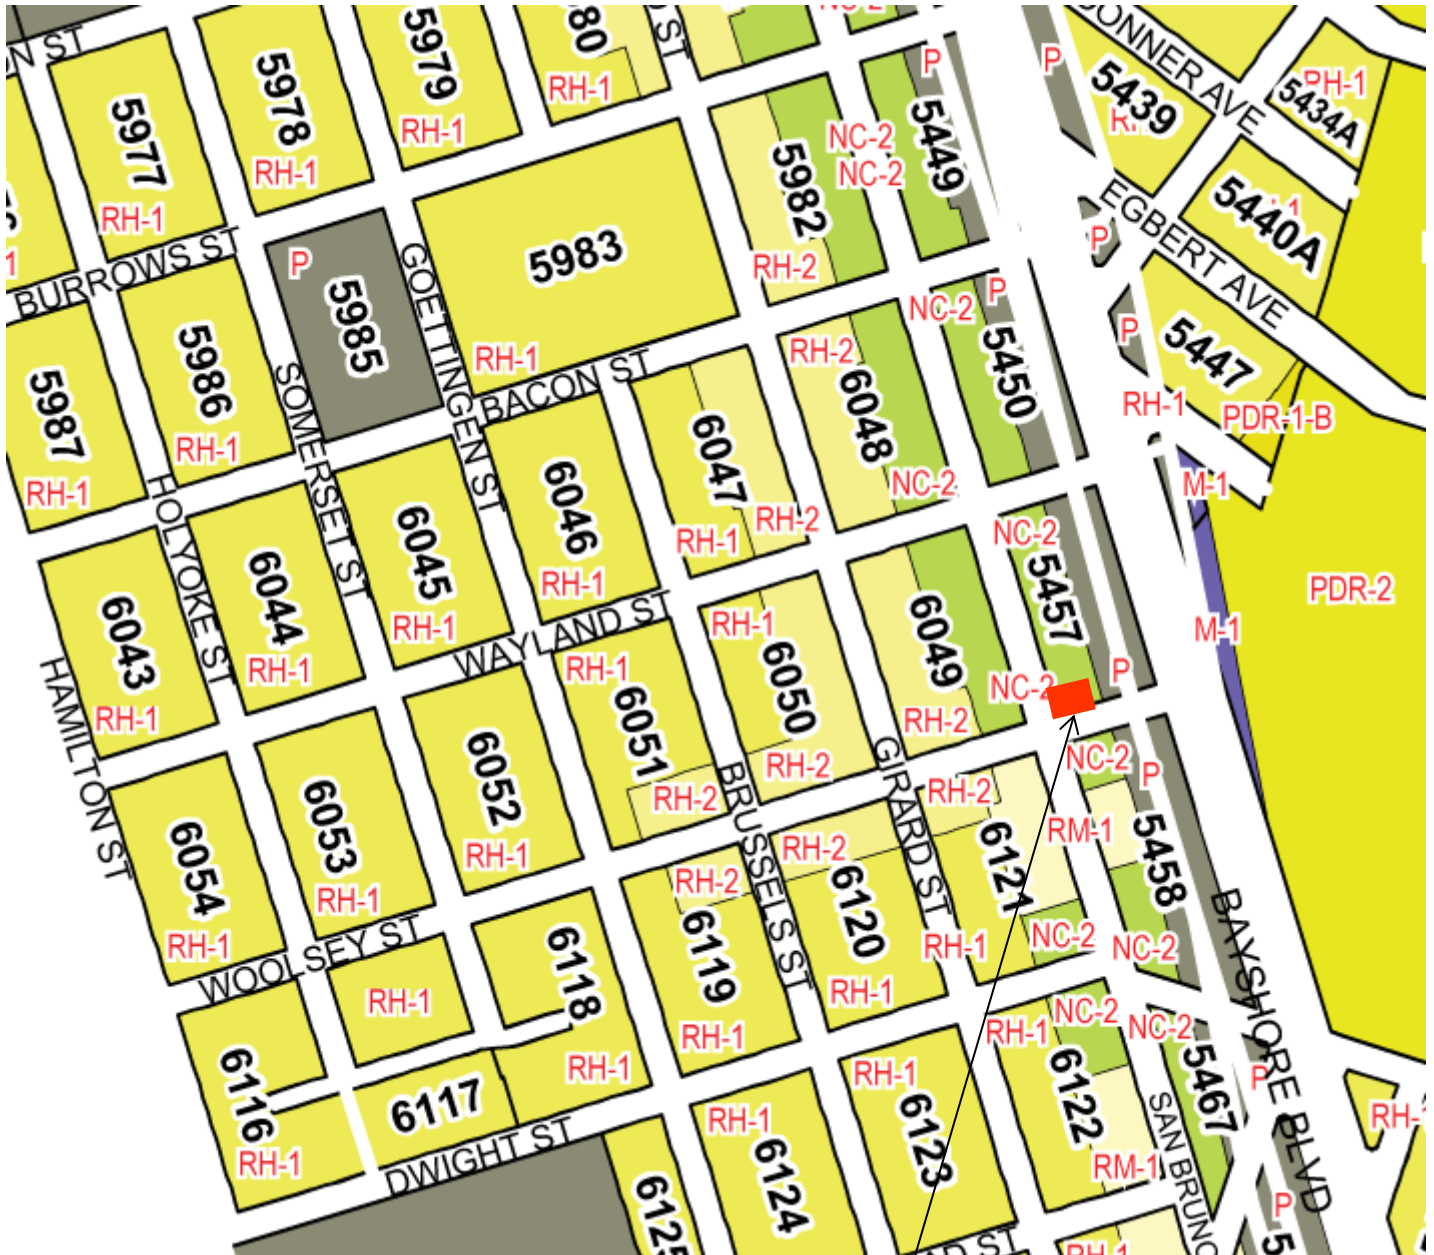 5979
5978
5977
RH-1
RH-1
RH-1
RH-1
NC-2
NC-2
5982
RH-2
5449
P
P
5439
5434A
5440A
EGBERT AVE
P
BURROWS ST
P
5985
GOETTINGEN ST
5983
RH-1
BACON ST
NC-2
P
5450
P
5447
RH-1
PDR-1-B
5987
RH-1
5986
RH-1
SOMERSET ST
RH-2
6048
NC-2
6047
RH-1
RH-2
6046
RH-1
6045
RH-1
6044
RH-1
HOLYOKE ST
6043
RH-1
HAMILTON ST
WAYLAND ST
M-1
M-1
PDR-2
NC-2
5457
NC-2
P
6049
RH-2
RH-1
6050
RH-2
RH-1
6051
RH-2
6052
RH-1
6053
RH-1
6054
RH-1
WOOLSEY ST
BRUSSELS ST
GIRARD ST
RH-2
6121
RH-1
NC-2
NC-2
P
RM-1
5458
NC-2
BAYSHORE BLVD
RH-2
6120
RH-1
RH-2
6119
RH-1
6118
RH-1
RH-1
6116
RH-1
6117
DWIGHT ST
RH-1
6124
RH-1
6123
RH-1
NC-2
6122
RM-1
NC-2
5467
P
SAN BRUNO
P
6125
RH-1